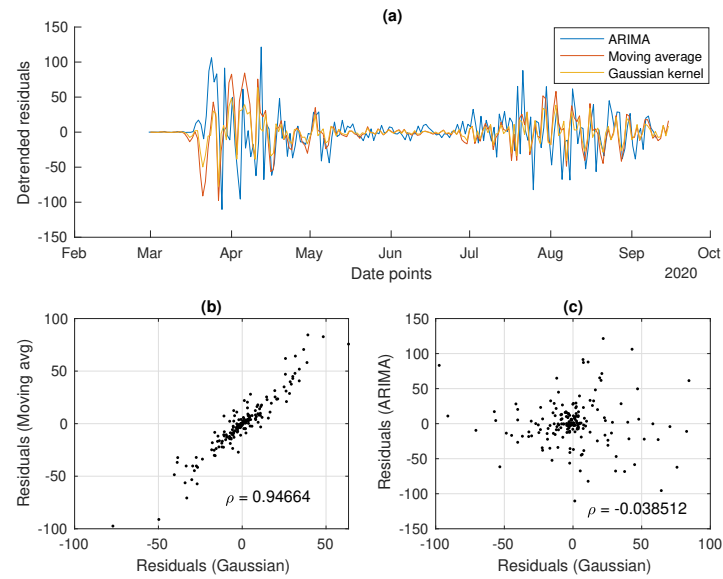 (a)
150
100
50
0
-50
-100
-150
Detrended residuals
ARIMA
Moving average
Gaussian kernel
Feb
Mar
Apr
May
Jun
Jul
Aug
Sep
Oct
Date points
2020
(b)
100
50
0
-50
-100
Residuals (Moving avg)
ρ = 0.94664
-100
-50
0
50
Residuals (Gaussian)
(c)
150
100
50
0
-50
-100
-150
Residuals (ARIMA)
ρ = -0.038512
-100
-50
0
50
100
Residuals (Gaussian)